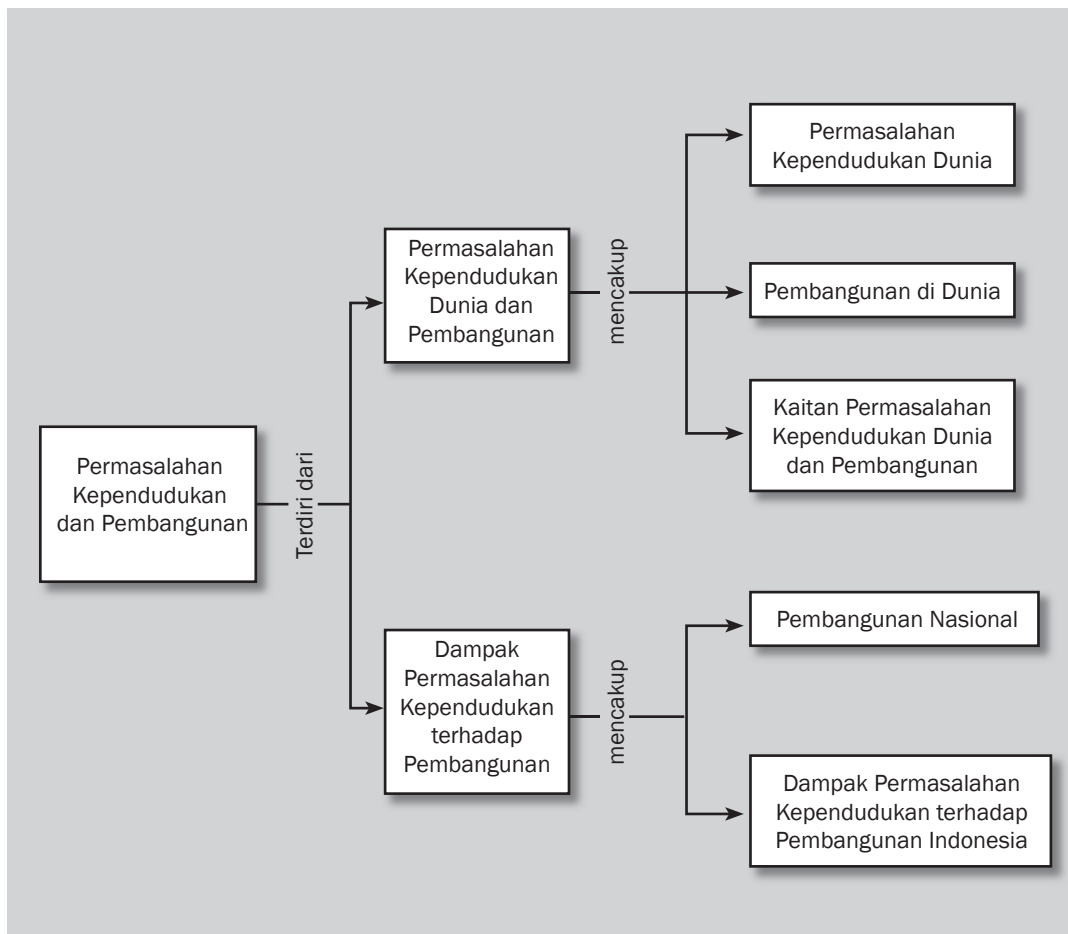 Permasalahan
Kependudukan
dan Pembangunan
Terdiri dari
Permasalahan
Kependudukan
Dunia dan
Pembangunan
mencakup
Permasalahan
Kependudukan Dunia
Pembangunan di Dunia
Kaitan Permasalahan
Kependudukan Dunia
dan Pembangunan
Dampak
Permasalahan
Kependudukan
terhadap
Pembangunan
mencakup
Pembangunan Nasional
Dampak Permasalahan
Kependudukan terhadap
Pembangunan Indonesia